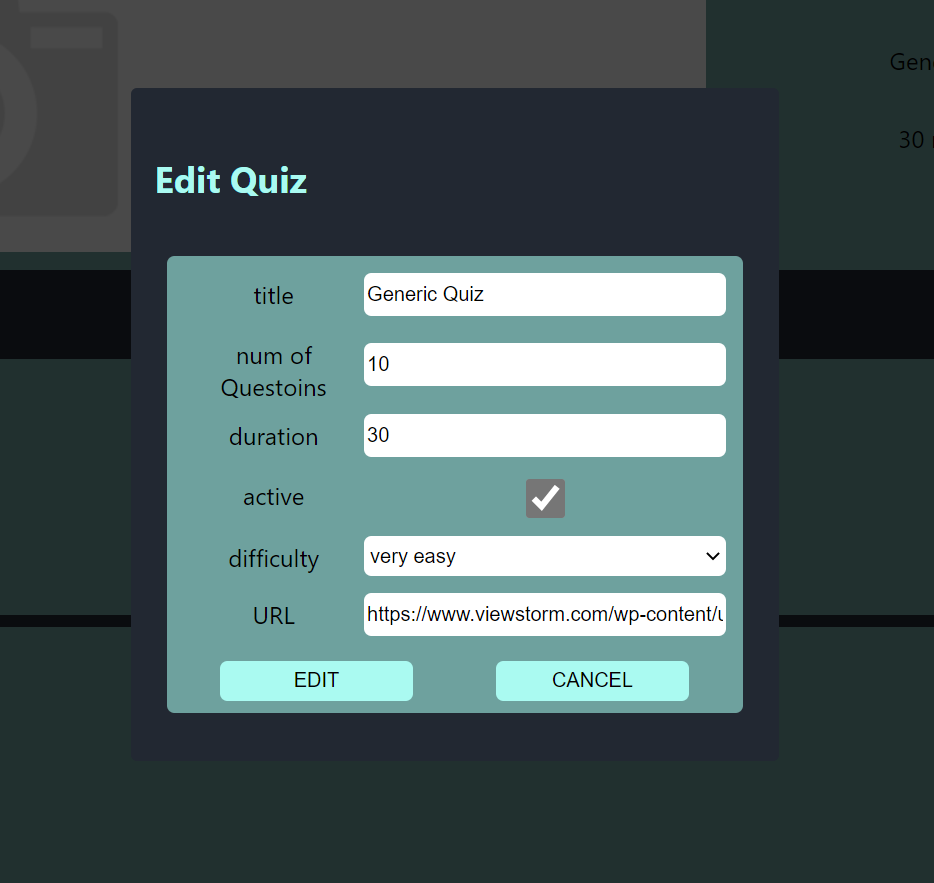 Gene
30
Edit Quiz
title
Generic Quiz
num of
Questoins
10
duration
30
active
difficulty
very easy
URL
https://www.viewstorm.com/wp-content/u
EDIT
CANCEL